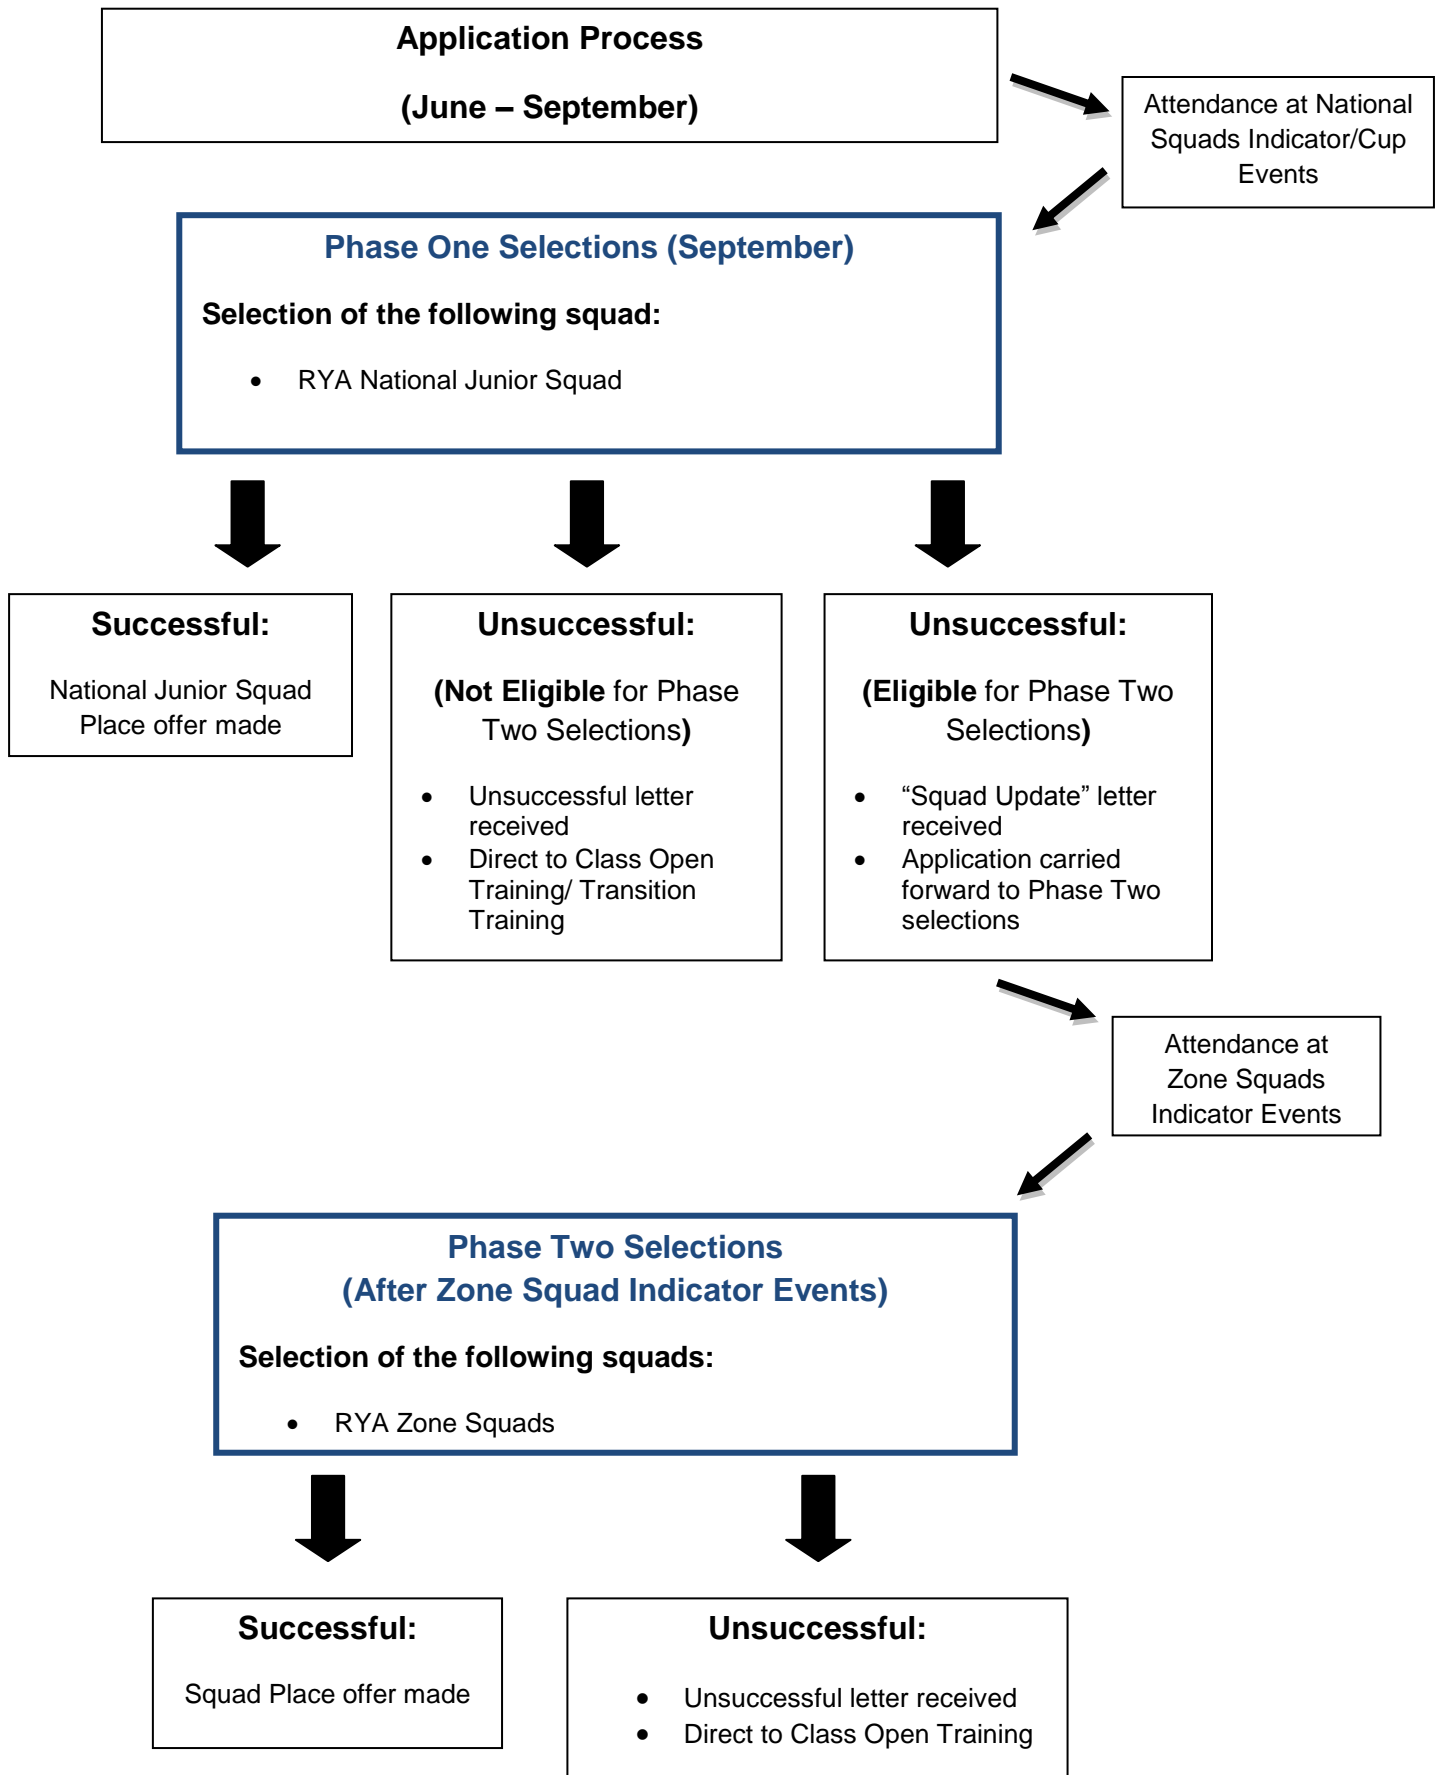 Application Process
(June – September)
Attendance at National
Squads Indicator/Cup
Events
Phase One Selections (September)
Selection of the following squad:
• RYA National Junior Squad
Successful:
National Junior Squad
Place offer made
Unsuccessful:
(Not Eligible for Phase
Two Selections)
• Unsuccessful letter
received
• Direct to Class Open
Training/ Transition
Training
Unsuccessful:
(Eligible for Phase Two
Selections)
• “Squad Update” letter
received
• Application carried
forward to Phase Two
selections
Attendance at
Zone Squads
Indicator Events
Phase Two Selections
(After Zone Squad Indicator Events)
Selection of the following squads:
• RYA Zone Squads
Successful:
Squad Place offer made
Unsuccessful:
• Unsuccessful letter received
• Direct to Class Open Training